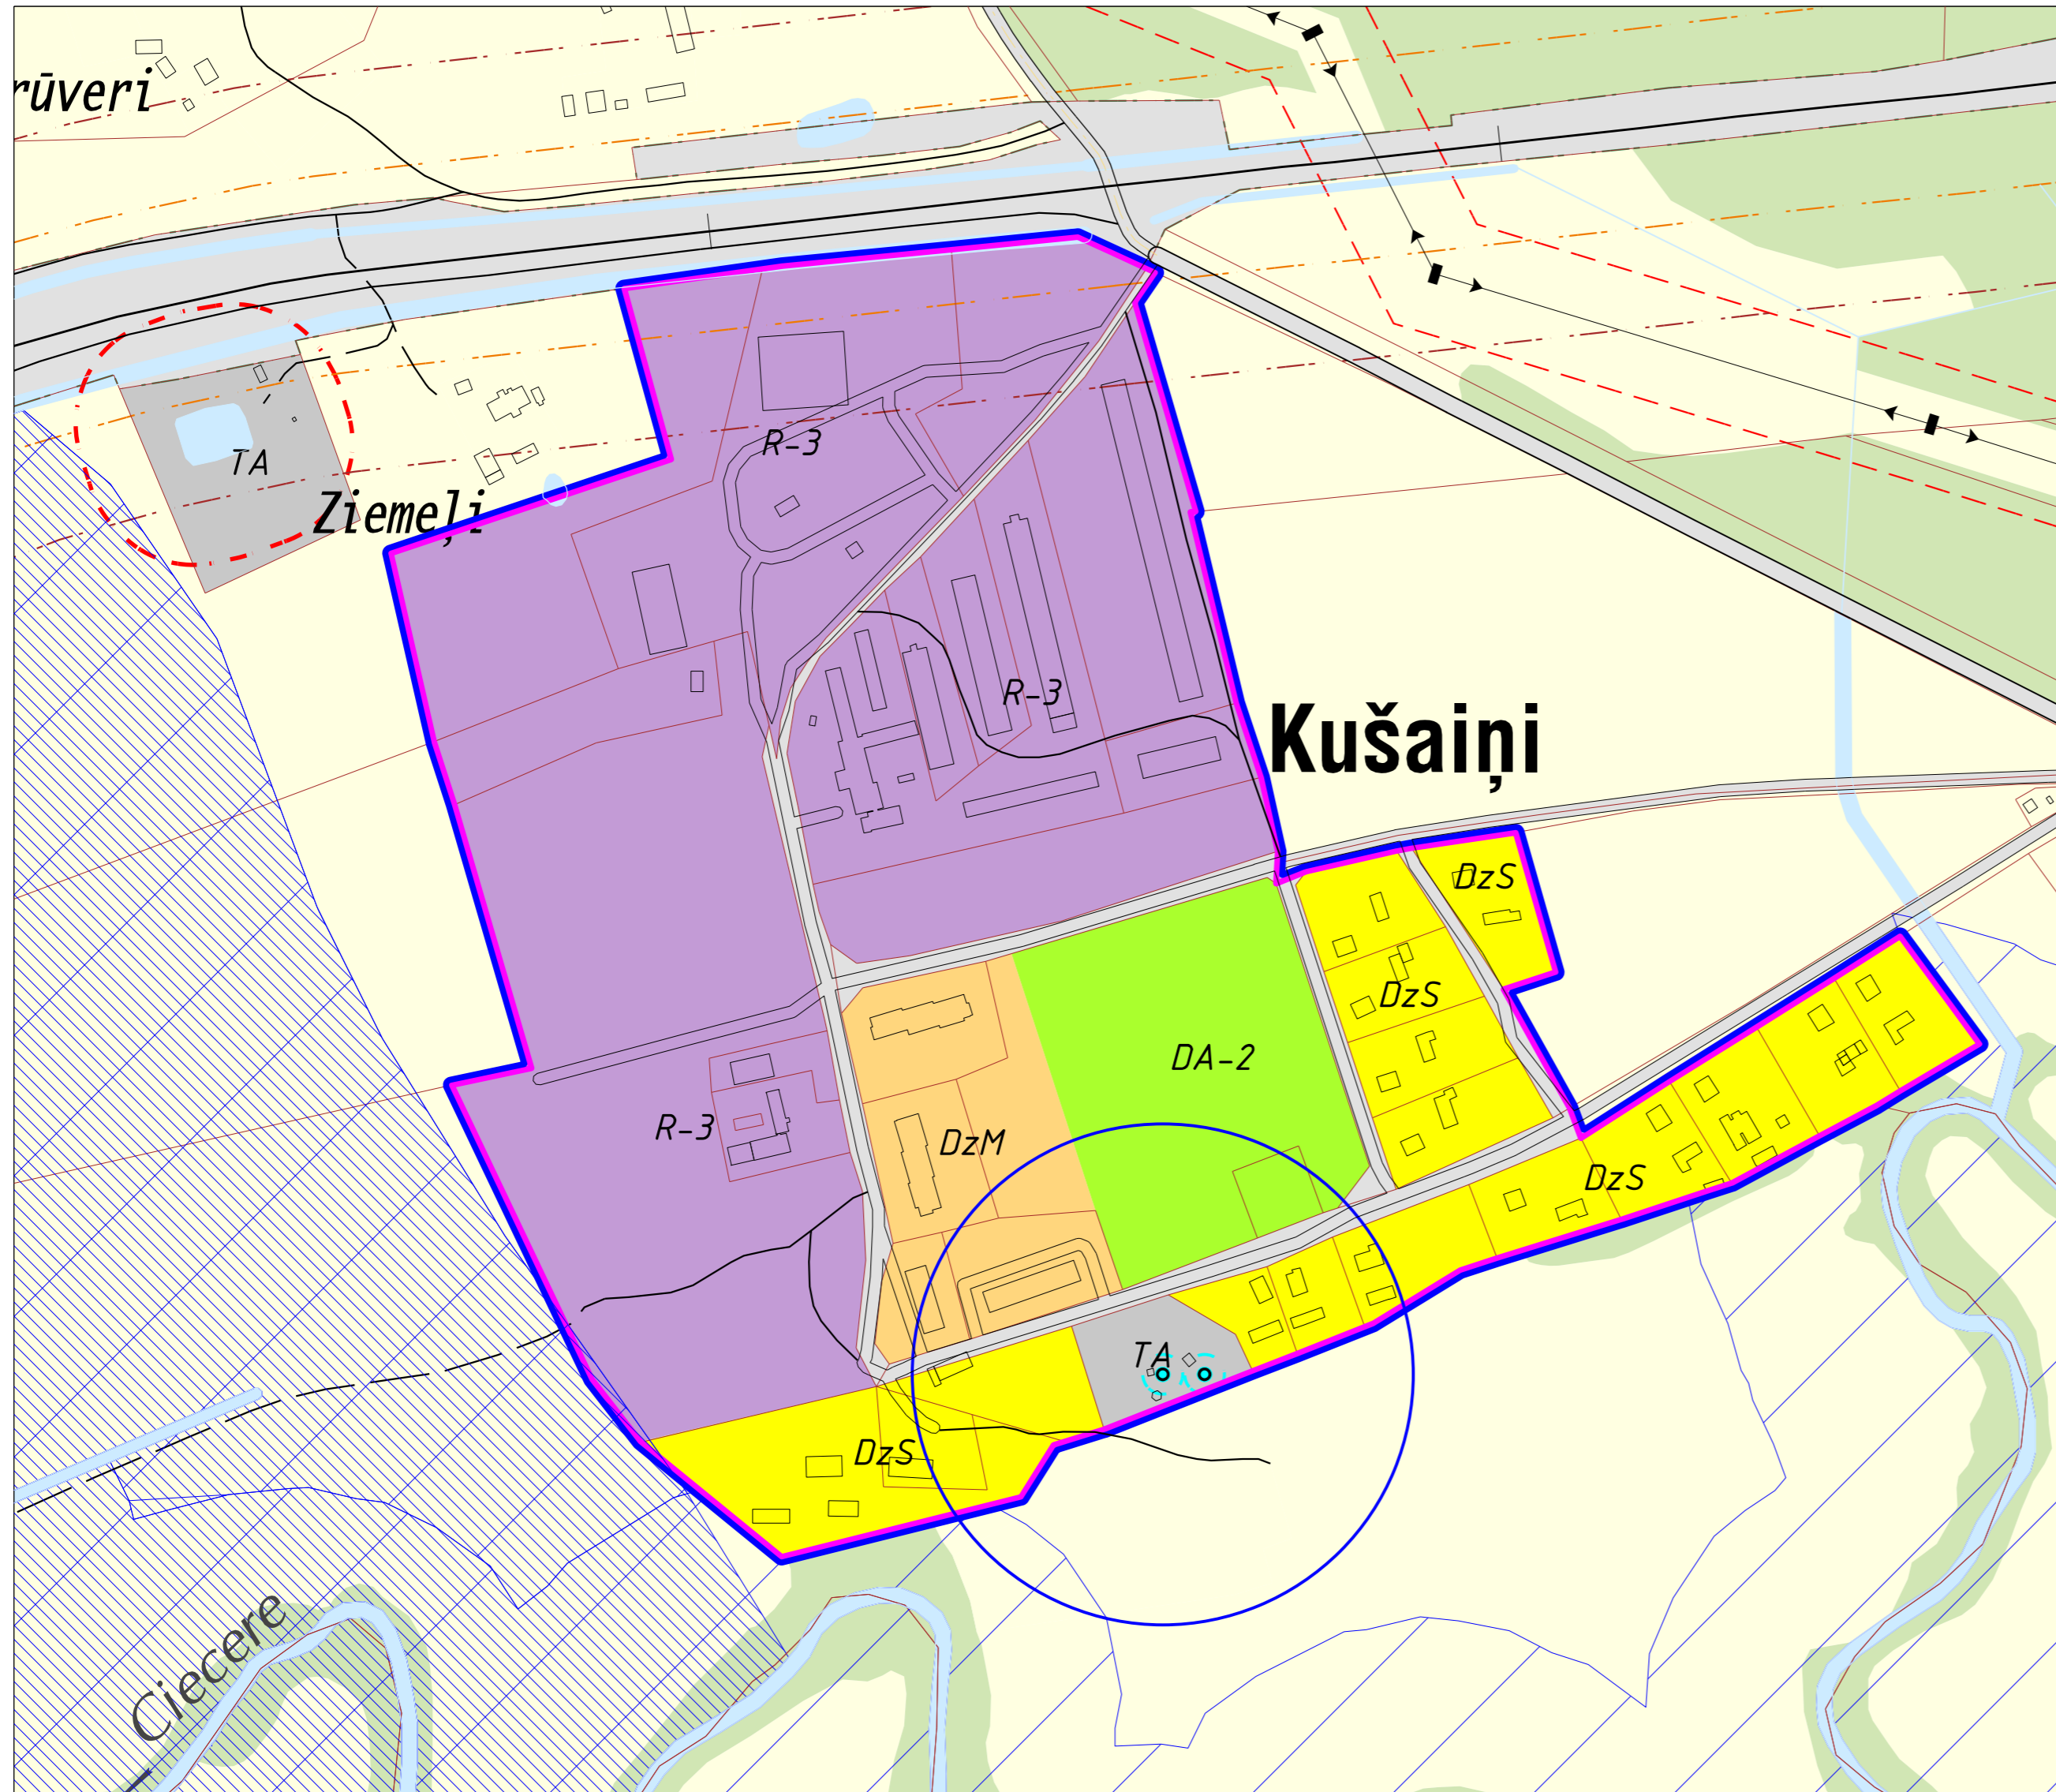 rūveri
R-3
TA
Ziemeļi
R-3
Kušaiņi
DzS
DzS
DA-2
R-3
DzM
DzS
TA
DzS
Ciecere